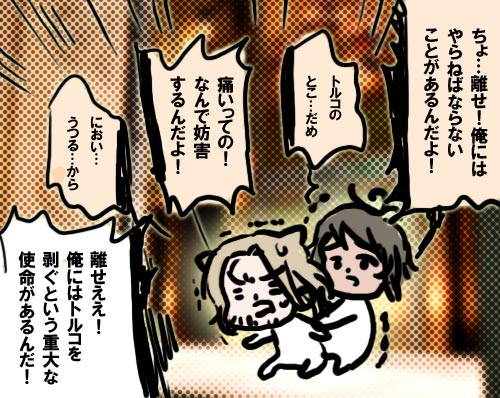 ちょ…離せ！俺には
やらねばならない
ことがあるんだよ！
トルコの
とこ…だめ
痛いっての！
なんで妨害
するんだよ！
におい…
うつる…から
離せえぇ！
俺にはトルコを
剥ぐという重大な
使命があるんだ！